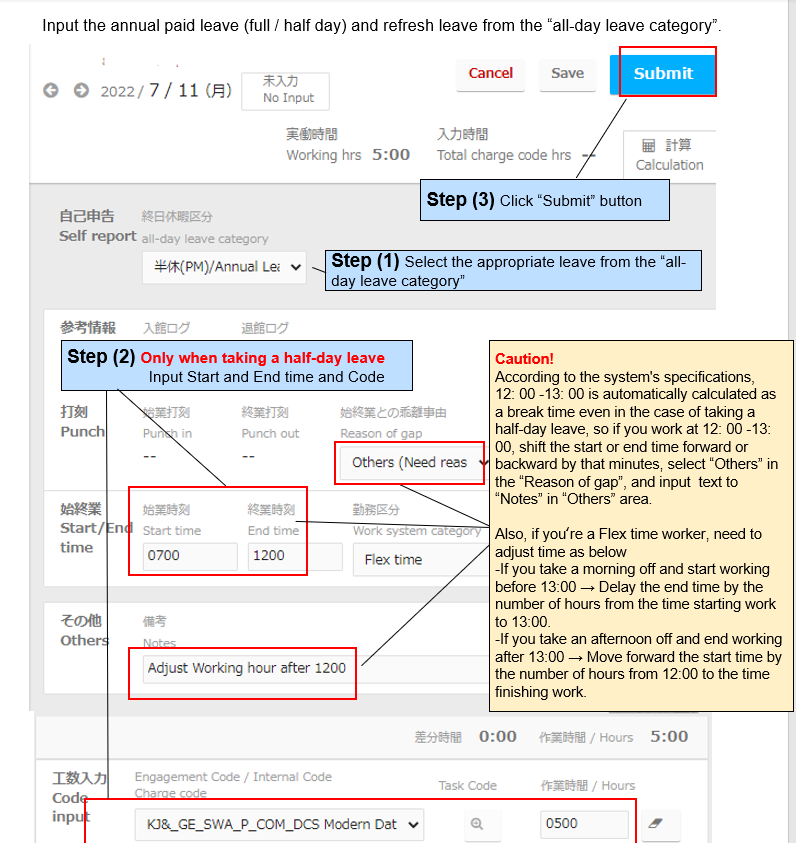 Input the annual paid leave (full / half day) and refresh leave from the “all-day leave category”.
2022/ 7 / 11 (月)
未入力
No Input
Cancel
Save
Submit
実働時間
Working hrs 5:00
入力時間
Total charge code hrs --
計算
Calculation
Step (3) Click “Submit” button
自己申告
Self report
終日休暇区分
all-day leave category
半休(PM)/Annual Lea
Step (1) Select the appropriate leave from the “all-
day leave category”
参考情報
入館ログ
退館ログ
Step (2) Only when taking a half-day leave
Input Start and End time and Code
打刻
Punch
始業打刻
Punch in
--
終業打刻
Punch out
--
始終業との乖離事由
Reason of gap
Others (Need reas
始終業
Start/End
time
始業時刻
Start time
0700
終業時刻
End time
1200
勤務区分
Work system category
Flex time
その他
Others
備考
Notes
Adjust Working hour after 1200
Caution!
According to the system's specifications,
12: 00 -13: 00 is automatically calculated as
a break time even in the case of taking a
half-day leave, so if you work at 12: 00 -13:
00, shift the start or end time forward or
backward by that minutes, select “Others” in
the “Reason of gap”, and input text to
“Notes” in “Others” area.
Also, if you’re a Flex time worker, need to
adjust time as below
-If you take a morning off and start working
before 13:00 → Delay the end time by the
number of hours from the time starting work
to 13:00.
-If you take an afternoon off and end working
after 13:00 → Move forward the start time by
the number of hours from 12:00 to the time
finishing work.
差分時間 0:00 作業時間 / Hours 5:00
工数入力
Code
input
Engagement Code / Internal Code
Charge code
KJ&_GE_SWA_P_COM_DCS Modern Dat
Task Code
作業時間 / Hours
0500